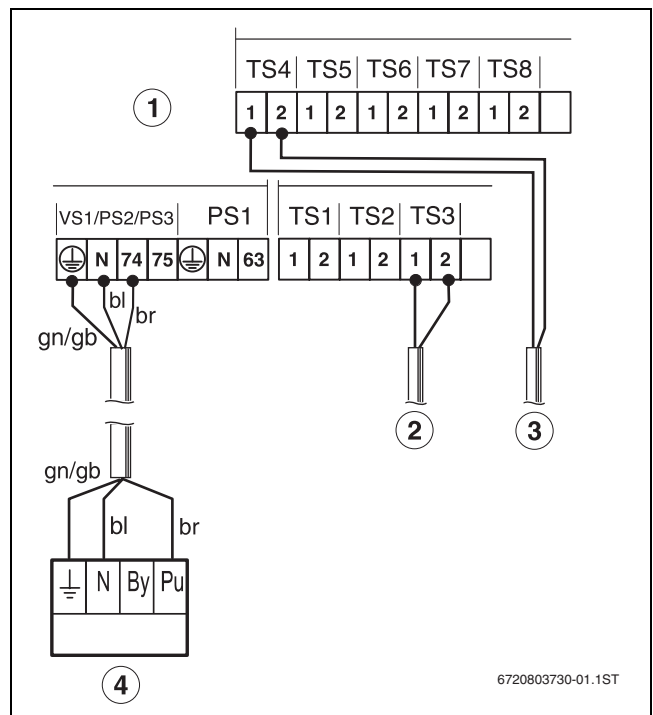 TS4 TS5 TS6 TS7 TS8
1
1 2 1 2 1 2 1 2 1 2
VS1/PS2/PS3 PS1 TS1 TS2 TS3
N 74 75 N 63 1 2 1 2 1 2
bl
br
gn/gb
2
3
gn/gb
bl
br
N By Pu
4
6720803730-01.1ST